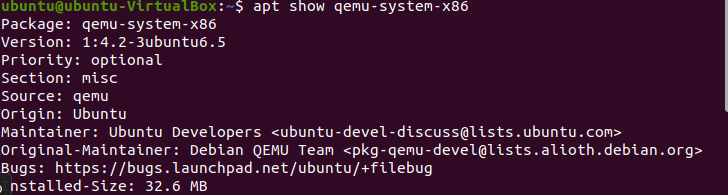 ubuntu@ubuntu-VirtualBox:~$ apt show qemu-system-x86
Package: qemu-system-x86
Version: 1:4.2-3ubuntu6.5
Priority: optional
Section: misc
Source: qemu
Origin: Ubuntu
Maintainer: Ubuntu Developers <ubuntu-devel-discuss@lists.ubuntu.com>
Original-Maintainer: Debian QEMU Team <pkg-qemu-devel@lists.alioth.debian.org>
Bugs: https://bugs.launchpad.net/ubuntu/+filebug
Installed-Size: 32.6 MB